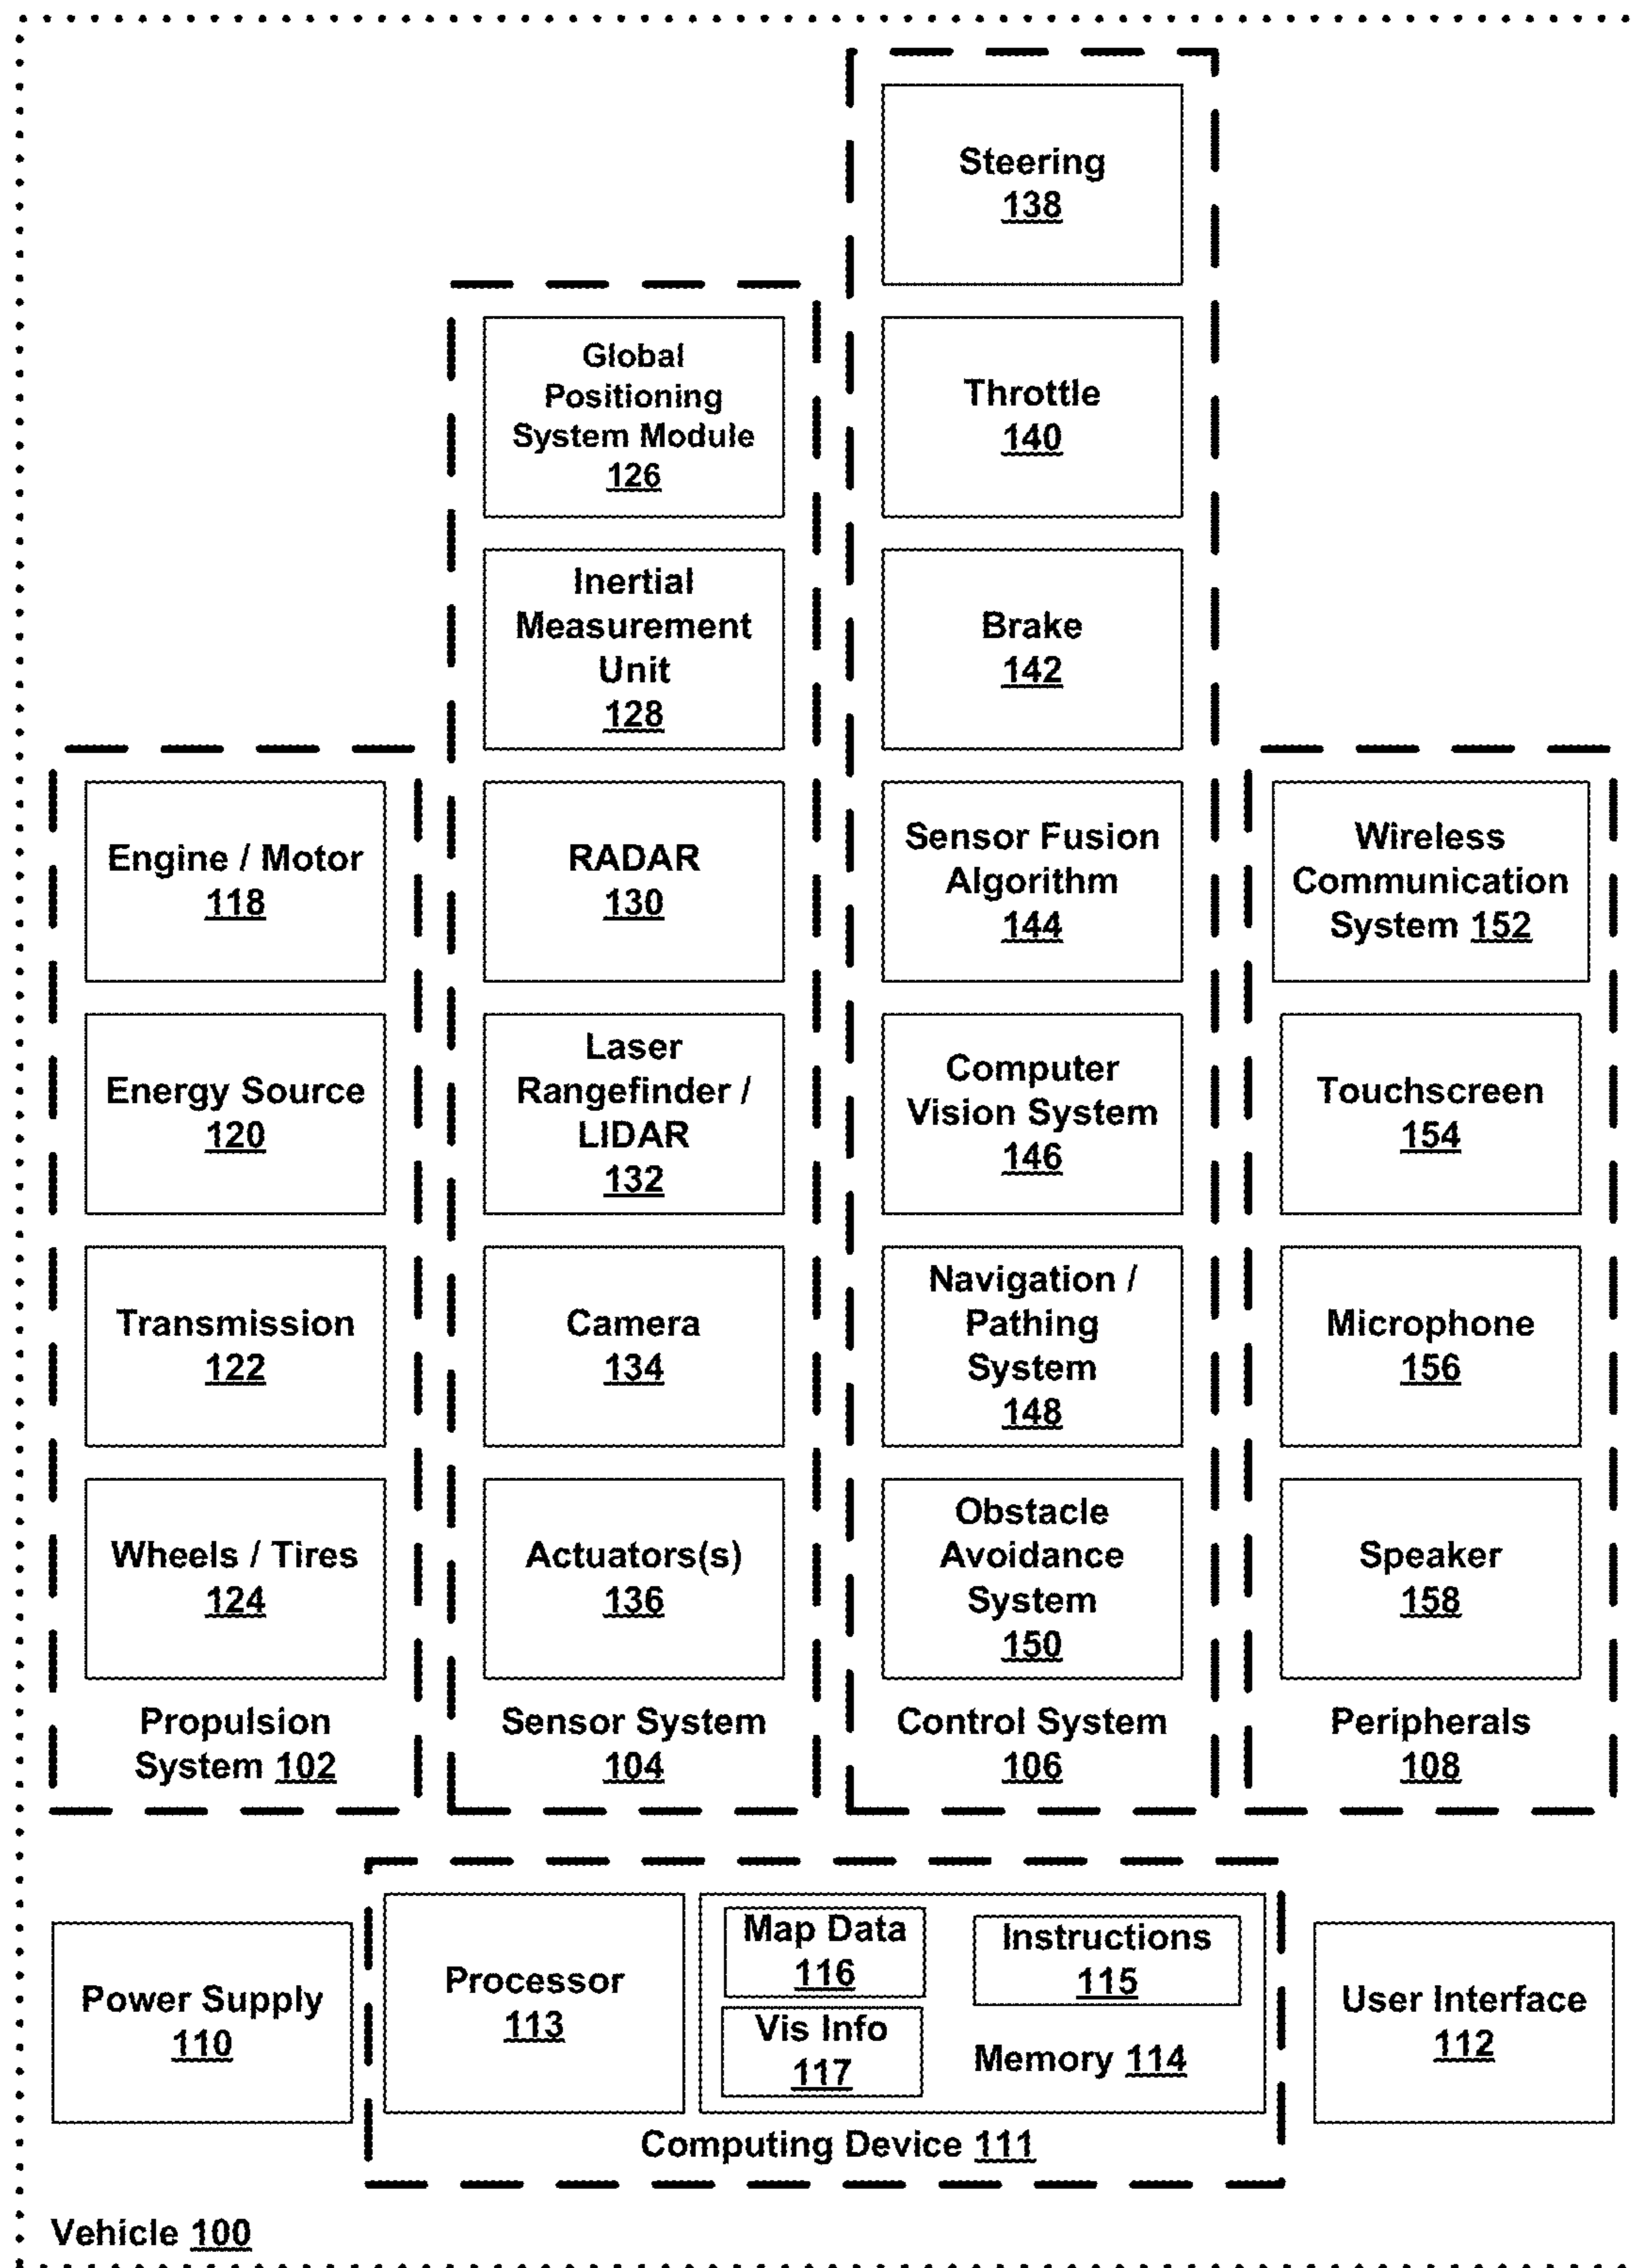 Steering
138
Global
Positioning
System Module
126
Throttle
140
Inertial
Measurement
Unit
128
Brake
142
Engine / Motor
118
RADAR
130
Sensor Fusion
Algorithm
144
Wireless
Communication
System 152
Energy Source
120
Laser
Rangefinder /
LIDAR
132
Computer
Vision System
146
Touchscreen
154
Transmission
122
Camera
134
Navigation /
Pathing
System
148
Microphone
156
Wheels / Tires
124
Actuators(s)
136
Obstacle
Avoidance
System
150
Speaker
158
Propulsion
System 102
Sensor System
104
Control System
106
Peripherals
108
Power Supply
110
Processor
113
Map Data
116
Instructions
115
Vis Info
117
Memory 114
Computing Device 111
User Interface
112
Vehicle 100